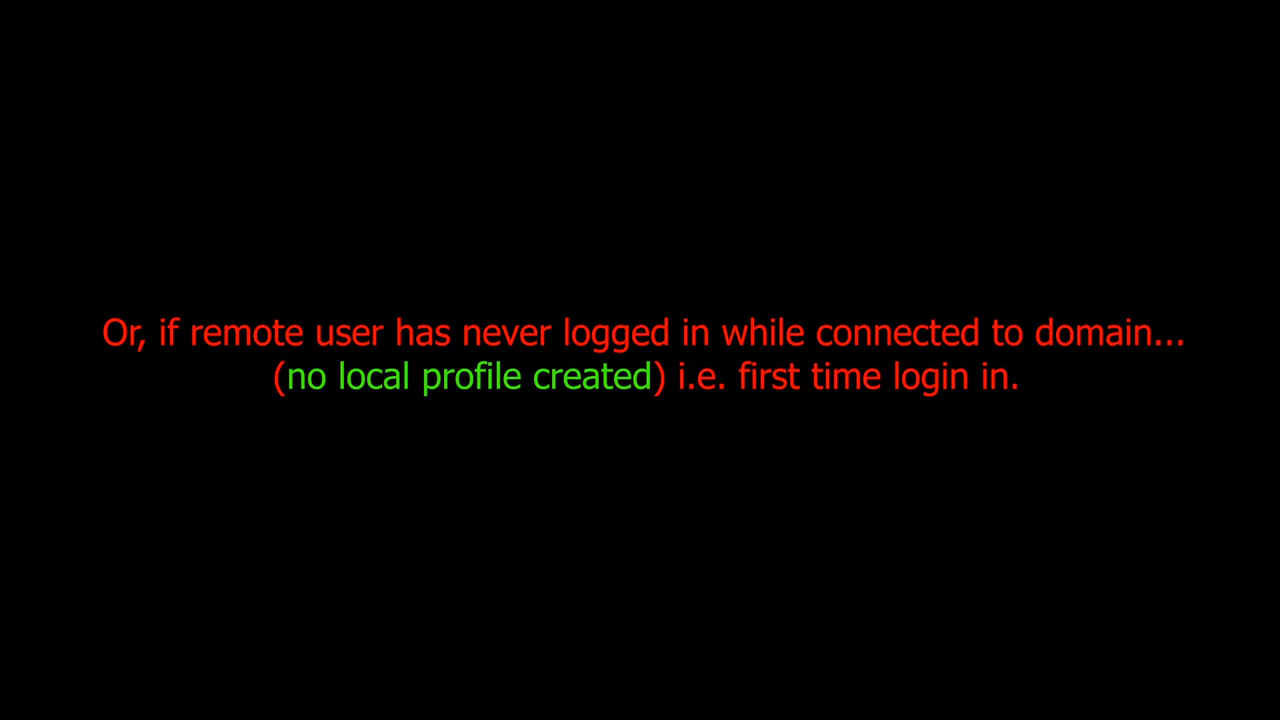 Or, if remote user has never logged in while connected to domain...
(no local profile created) i.e. first time login in.